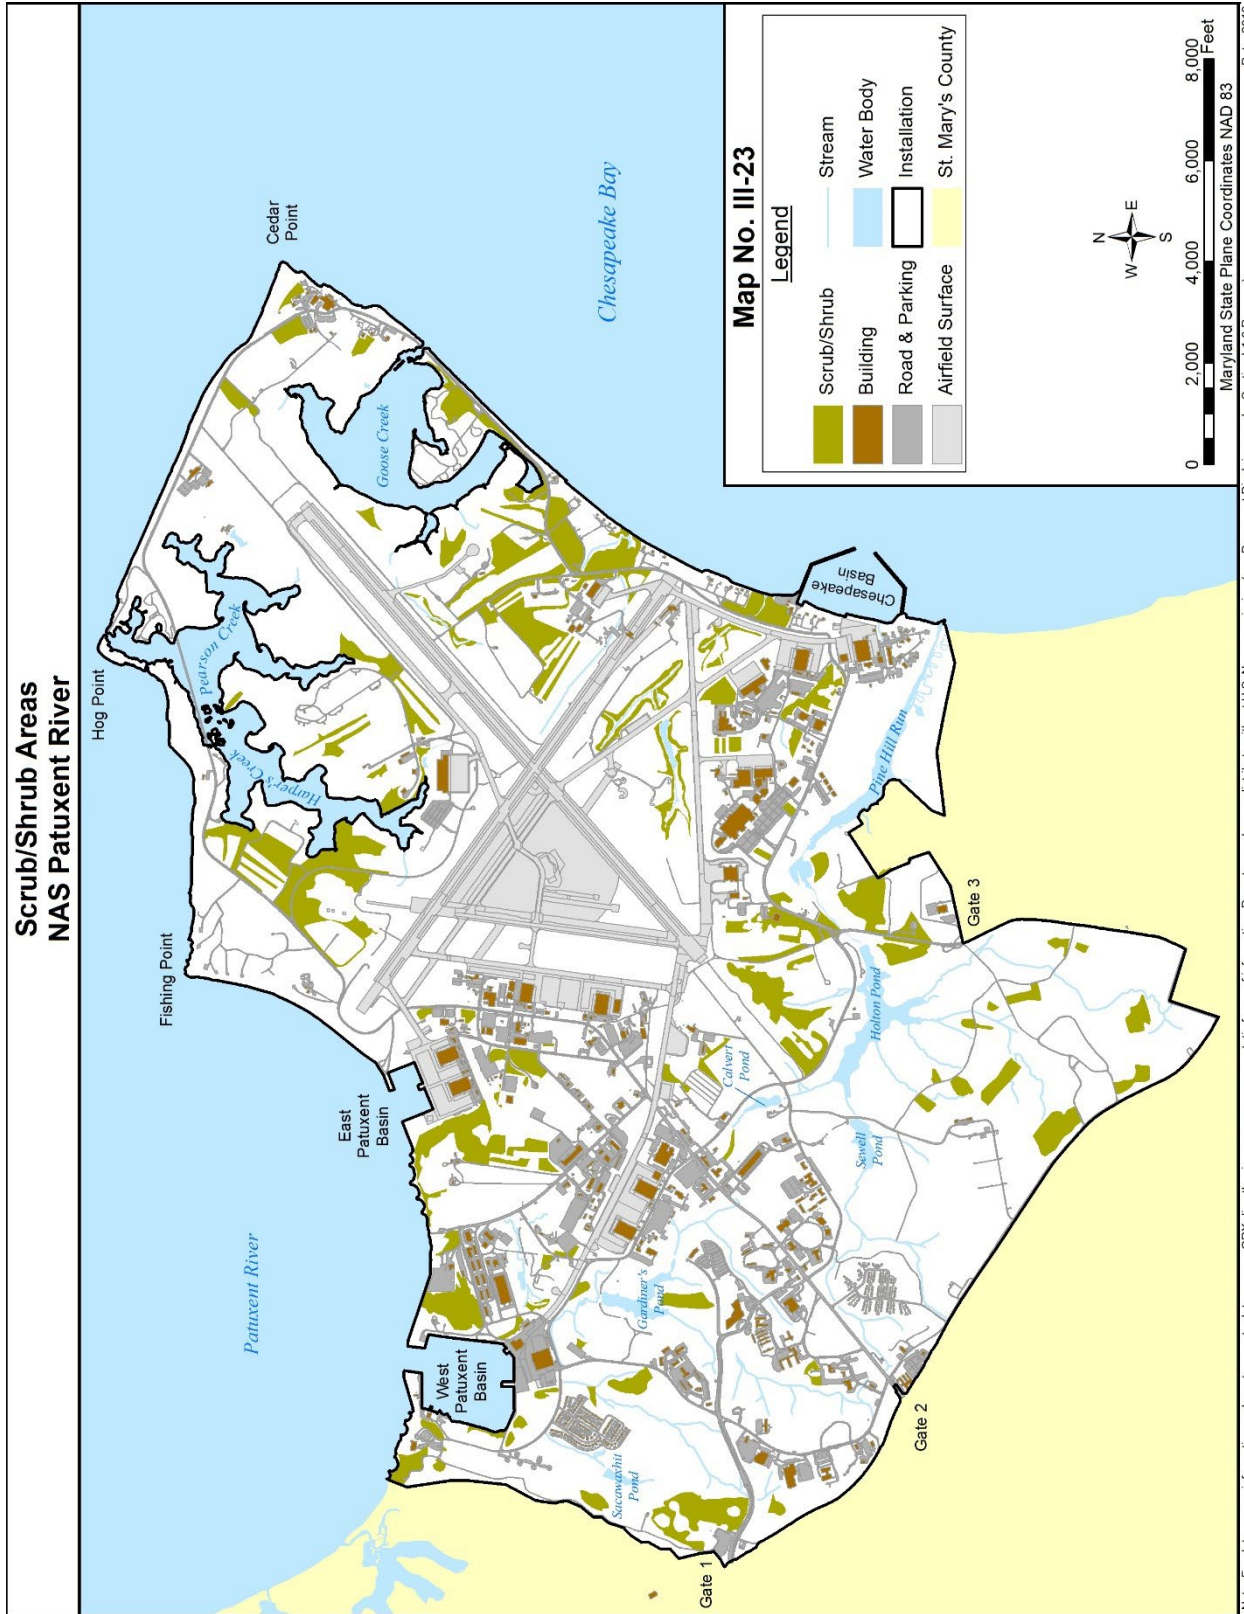 Scrub/Shrub Areas
NAS Patuxent River
Hog Point
Cedar
Point
Fishing Point
Pearson Creek
Harper's Creek
Goose Creek
Chesapeake Bay
East
Patuxent
Basin
Patuxent River
West
Patuxent
Basin
Chesapeake
Basin
Pine Hill Run
Gate 3
Holton Pond
Calvert
Pond
Sewell
Pond
Gardiner's
Pond
Sacawaxhit
Pond
Gate 2
Gate 1
Map No. III-23
Legend
Scrub/Shrub
Building
Road & Parking
Airfield Surface
Stream
Water Body
Installation
St. Mary's County
N
W
E
S
0
2,000
4,000
6,000
8,000
Feet
Maryland State Plane Coordinates NAD 83